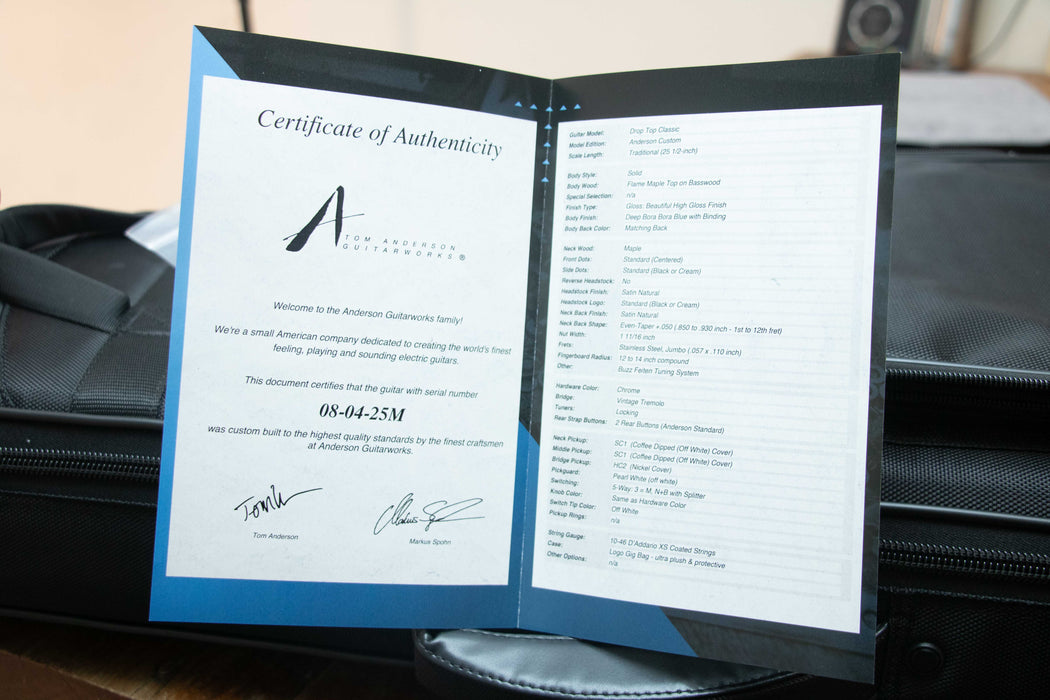 Certificate of Authenticity
A
TOM ANDERSON
GUITARWORKS ®
Welcome to the Anderson Guitarworks family!
We're a small American company dedicated to creating the world's finest
feeling, playing and sounding electric guitars.
This document certifies that the guitar with serial number
08-04-25M
was custom built to the highest quality standards by the finest craftsmen
at Anderson Guitarworks.
Tom Anderson
Markus Spohn
Guitar Model: Drop Top Classic
Model Edition: Anderson Custom
Scale Length: Traditional (25 1/2-inch)
Body Style: Solid
Body Wood: Flame Maple Top on Basswood
Special Selection: n/a
Finish Type: Gloss: Beautiful High Gloss Finish
Body Finish: Deep Bora Bora Blue with Binding
Body Back Color: Matching Back
Neck Wood: Maple
Front Dots: Standard (Centered)
Side Dots: Standard (Black or Cream)
Reverse Headstock: No
Headstock Finish: Satin Natural
Headstock Logo: Standard (Black or Cream)
Neck Back Finish: Satin Natural
Neck Back Shape: Even-Taper +.050 (.850 to .930 inch - 1st to 12th fret)
Nut Width: 1 11/16 inch
Frets: Stainless Steel, Jumbo (.057 x .110 inch)
Fingerboard Radius: 12 to 14 inch compound
Other: Buzz Feiten Tuning System
Hardware Color: Chrome
Bridge: Vintage Tremolo
Tuners: Locking
Rear Strap Buttons: 2 Rear Buttons (Anderson Standard)
Neck Pickup: SC1 (Coffee Dipped (Off White) Cover)
Middle Pickup: SC1 (Coffee Dipped (Off White) Cover)
Bridge Pickup: HC2 (Nickel Cover)
Pickguard: Pearl White (off white)
Switching: 5-Way: 3 = M, N+B with Splitter
Knob Color: Same as Hardware Color
Switch Tip Color: Off White
Pickup Rings: n/a
String Gauge: 10-46 D'Addario XS Coated Strings
Case: Logo Gig Bag - ultra plush & protective
Other Options: n/a